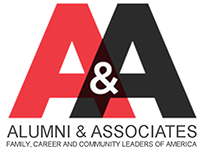 A&A
ALUMNI & ASSOCIATES
FAMILY, CAREER AND COMMUNITY LEADERS OF AMERICA